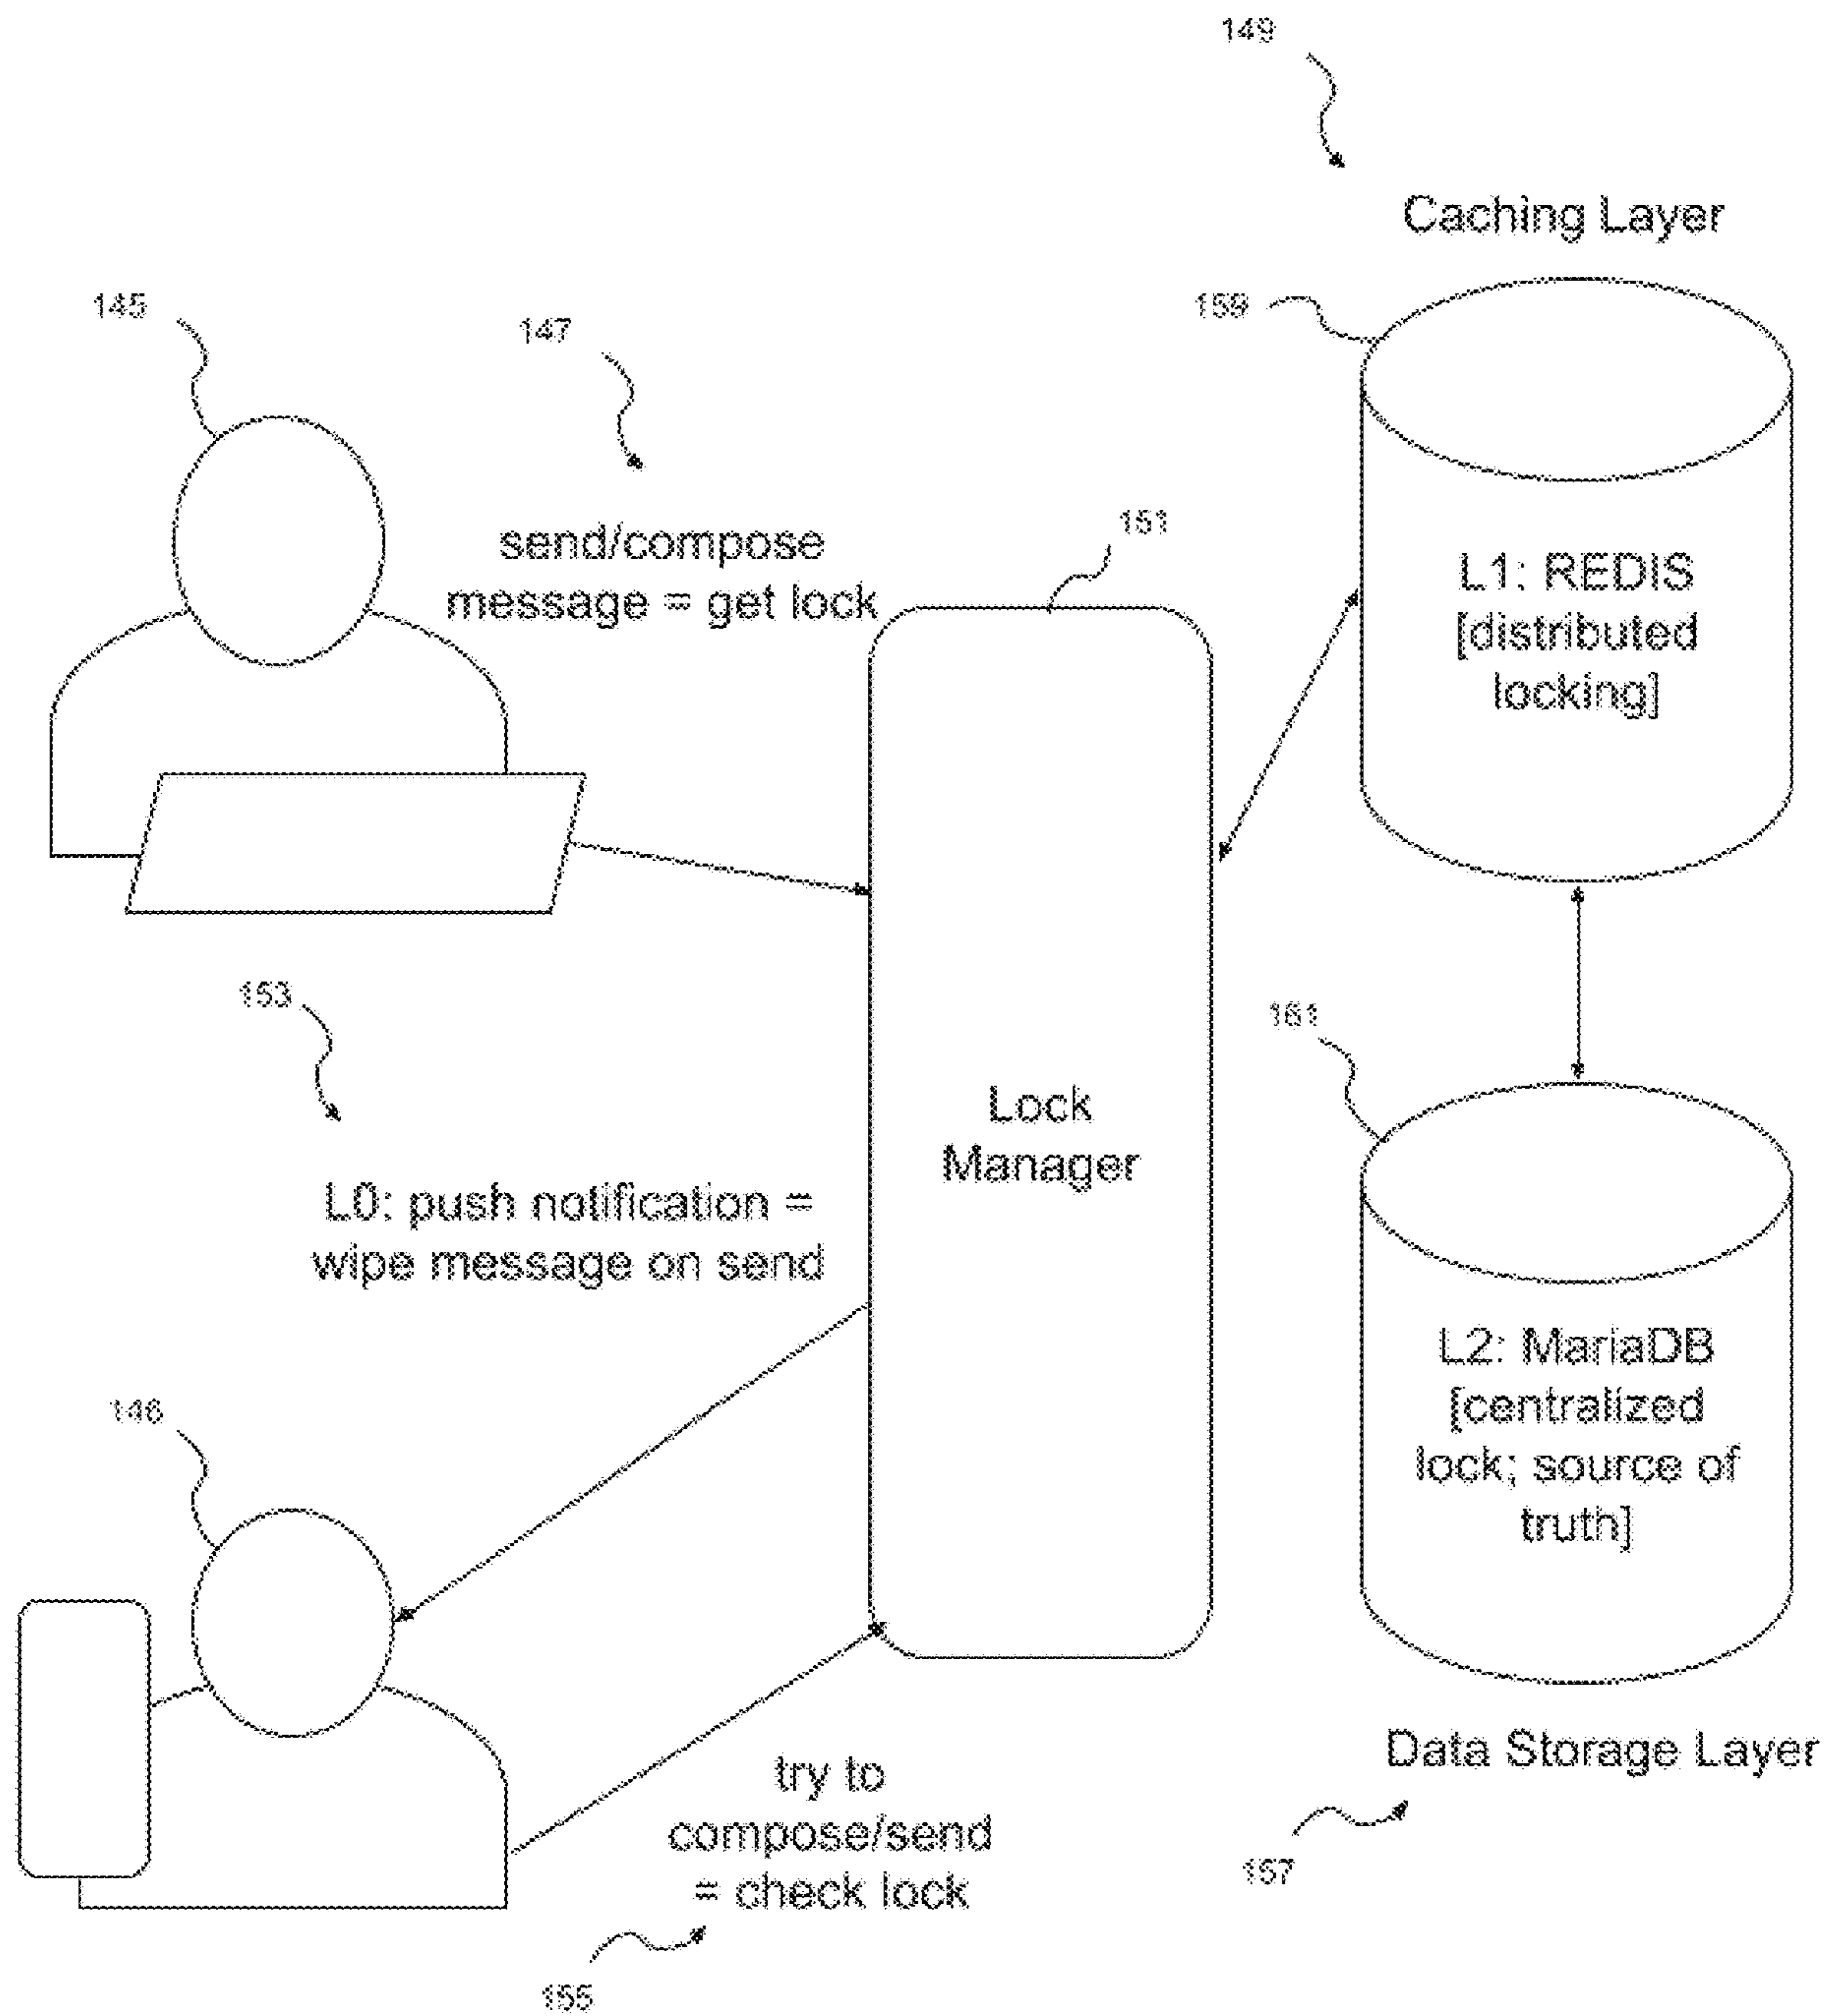 149
Caching Layer
145
147
159
send/compose
message = get lock
151
L1: REDIS
[distributed
locking]
153
161
Lock
Manager
L0: push notification =
wipe message on send
L2: MariaDB
[centralized
lock; source of
truth]
146
Data Storage Layer
try to
compose/send
= check lock
157
155